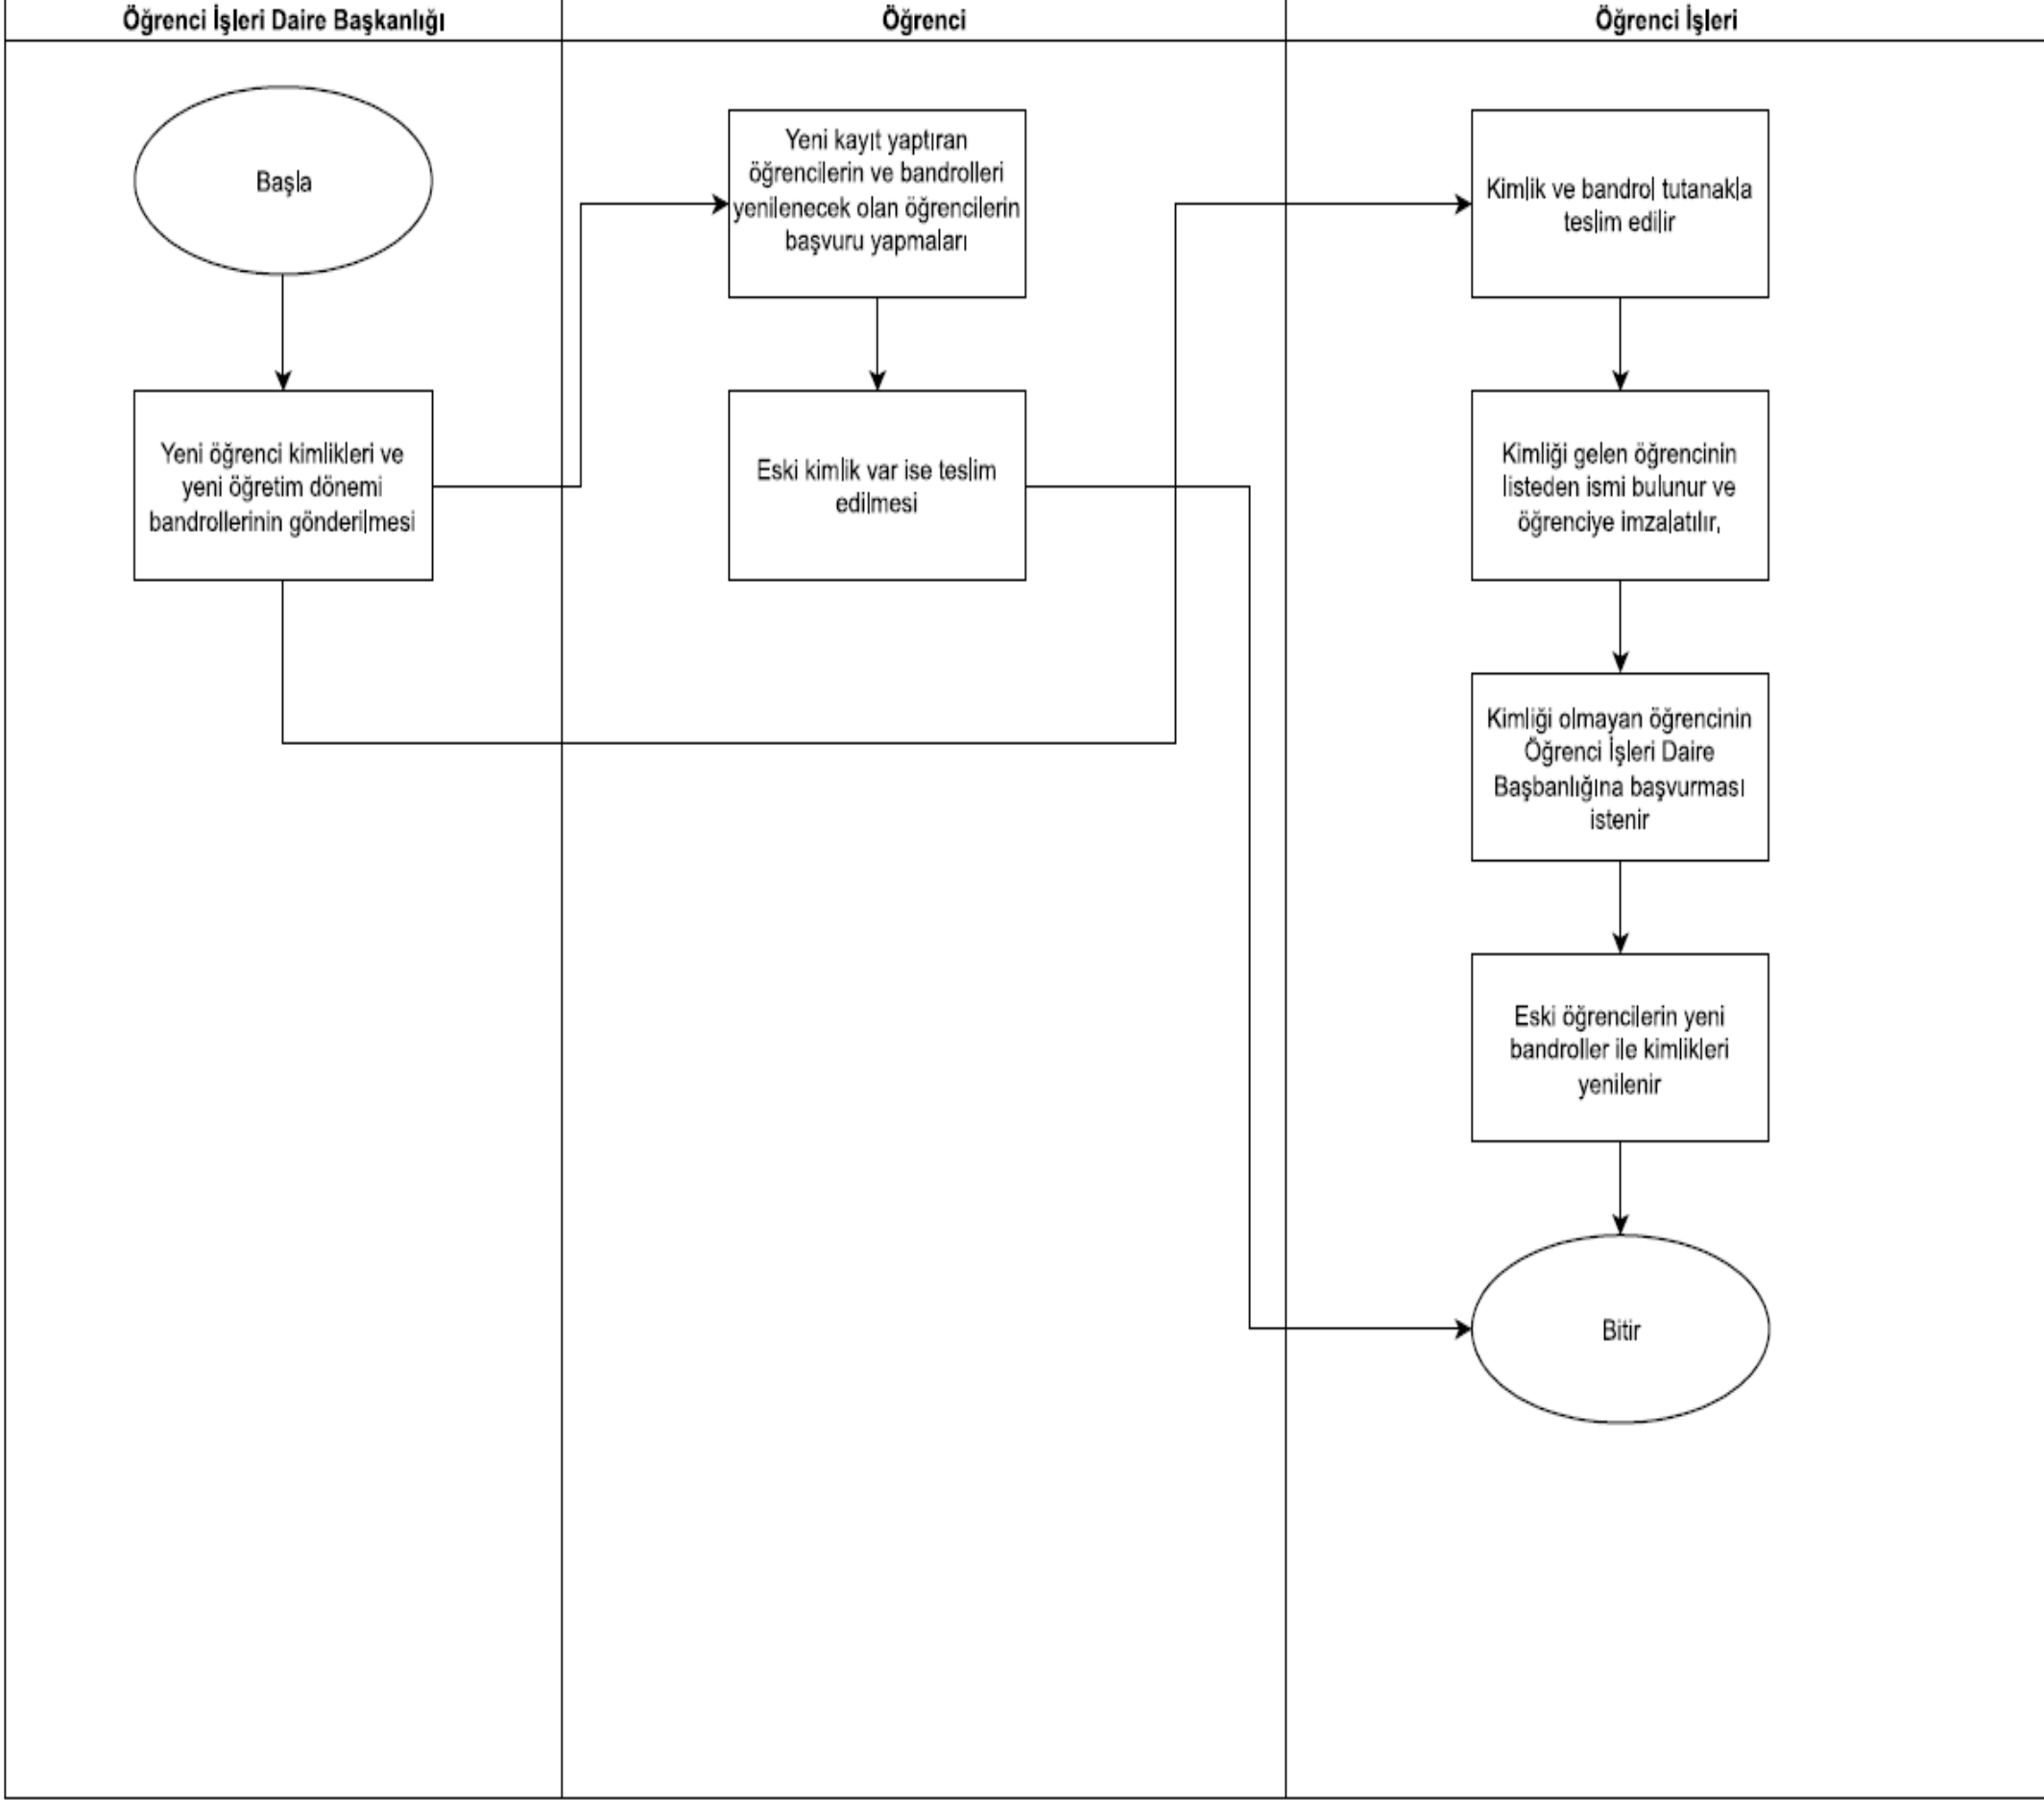 Öğrenci İşleri Daire Başkanlığı
Öğrenci
Öğrenci İşleri
Başla
Yeni öğrenci kimlikleri ve
yeni öğretim dönemi
bandrollerinin gönderilmesi
Yeni kayıt yaptıran
öğrencilerin ve bandrolleri
yenilenecek olan öğrencilerin
başvuru yapmaları
Eski kimlik var ise teslim
edilmesi
Kimlik ve bandrol tutanakla
teslim edilir
Kimliği gelen öğrencinin
listeden ismi bulunur ve
öğrenciye imzalatılır,
Kimliği olmayan öğrencinin
Öğrenci İşleri Daire
Başbanlığına başvurması
istenir
Eski öğrencilerin yeni
bandroller ile kimlikleri
yenilenir
Bitir